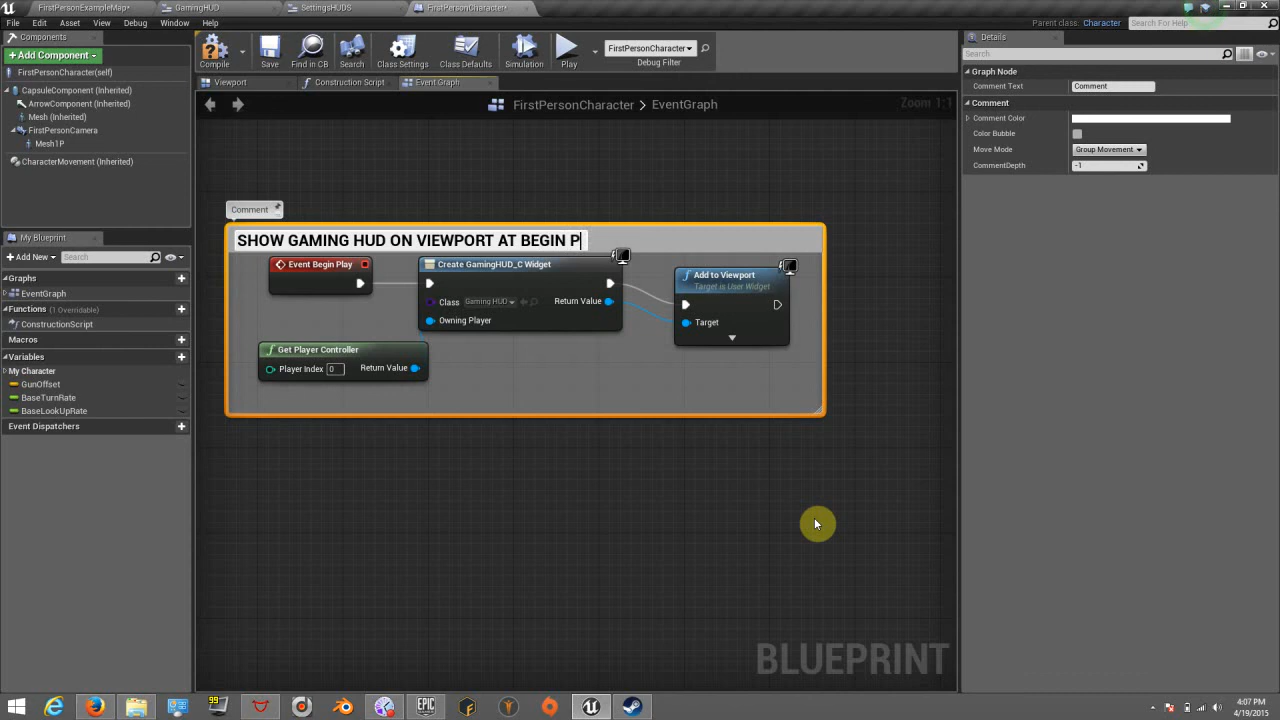 FirstPersonExampleMap*
GamingHUD
SettingsHUDS
FirstPersonCharacter*
File Edit Asset View Debug Window Help
Parent class: Character
Search For Help
Components
+ Add Component
FirstPersonCharacter(self)
CapsuleComponent (Inherited)
ArrowComponent (Inherited)
Mesh (Inherited)
FirstPersonCamera
Mesh1P
CharacterMovement (Inherited)
My Blueprint
+ Add New
Search
Graphs
EventGraph
Functions (1 Overridable)
ConstructionScript
Macros
Variables
My Character
GunOffset
BaseTurnRate
BaseLookUpRate
Event Dispatchers
Compile Save Find in CB Search Class Settings Class Defaults Simulation Play
FirstPersonCharacter
Debug Filter
Viewport Construction Script Event Graph
FirstPersonCharacter > EventGraph
Zoom 1:1
Comment
SHOW GAMING HUD ON VIEWPORT AT BEGIN P
Event Begin Play
Create GamingHUD_C Widget
Class Gaming HUD
Return Value
Owning Player
Add to Viewport
Target is User Widget
Target
Get Player Controller
Player Index 0
Return Value
BLUEPRINT
Details
Search
Graph Node
Comment Text Comment
Comment
Comment Color
Color Bubble
Move Mode Group Movement
CommentDepth -1
99
EPIC
4:07 PM
4/19/2015